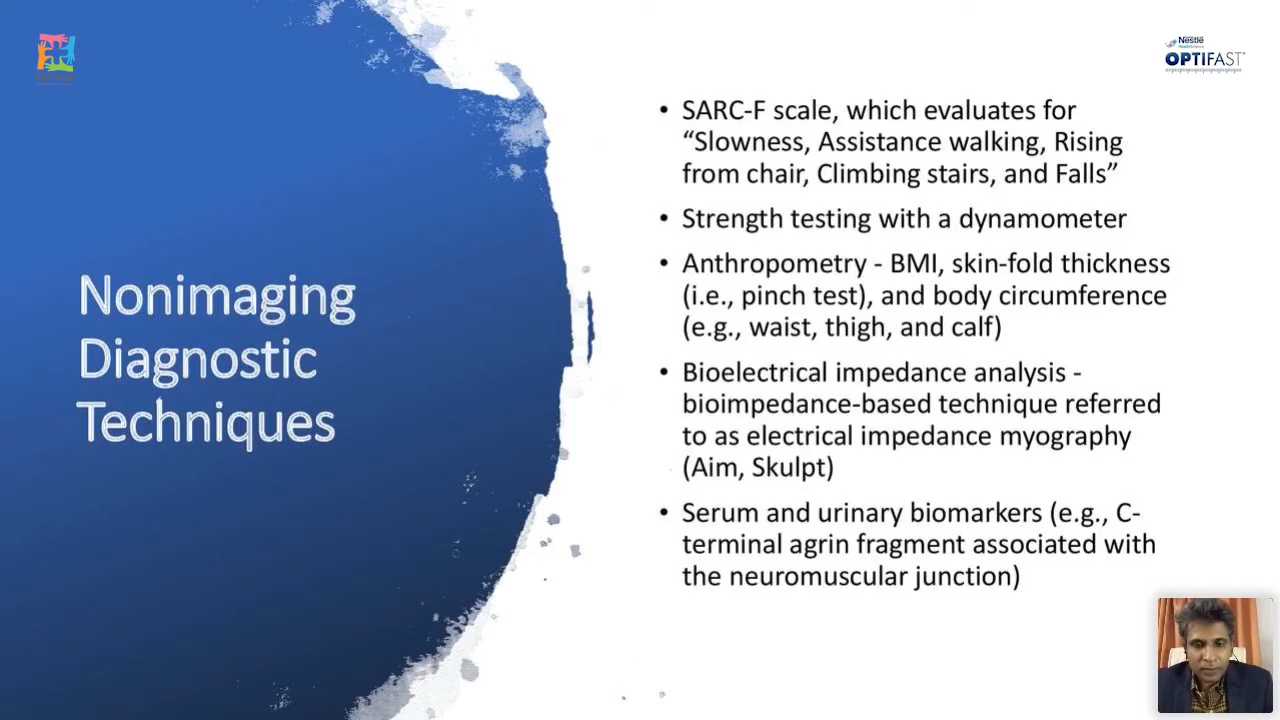 Nestlé
HealthScience
OPTIFAST
Nonimaging
Diagnostic
Techniques
• SARC-F scale, which evaluates for
“Slowness, Assistance walking, Rising
from chair, Climbing stairs, and Falls”
• Strength testing with a dynamometer
• Anthropometry - BMI, skin-fold thickness
(i.e., pinch test), and body circumference
(e.g., waist, thigh, and calf)
• Bioelectrical impedance analysis -
bioimpedance-based technique referred
to as electrical impedance myography
(Aim, Skulpt)
• Serum and urinary biomarkers (e.g., C-
terminal agrin fragment associated with
the neuromuscular junction)